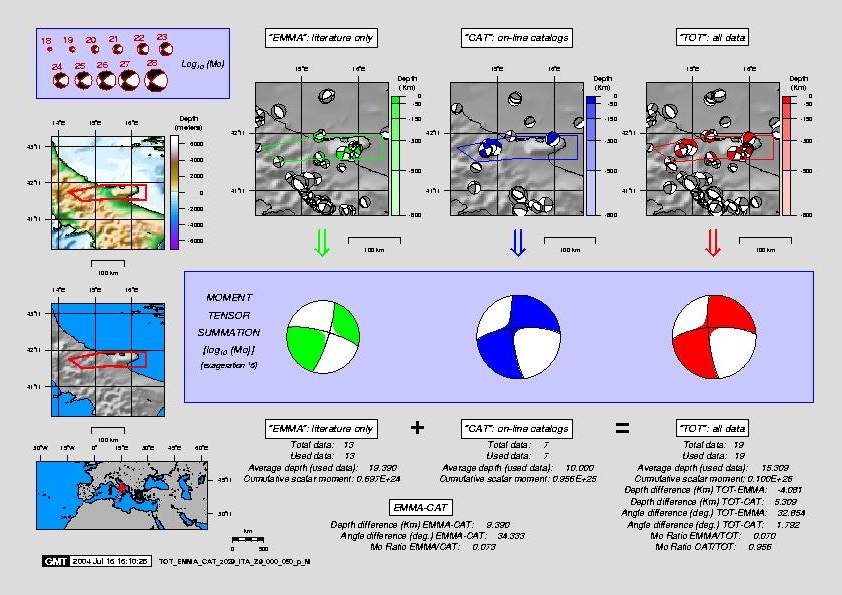 18 19 20 21 22 23
24 25 26 27 28
Log10 (Mo)
"EMMA": literature only
"CAT": on-line catalogs
"TOT": all data
Depth
(Km)
0
-50
-150
-300
-500
-800
15°E 16°E
42°N
41°N
100 km
Depth
(Km)
0
-50
-150
-300
-500
-800
15°E 16°E
42°N
41°N
100 km
Depth
(Km)
0
-50
-150
-300
-500
-800
15°E 16°E
42°N
41°N
100 km
Depth
(meters)
6000
4000
2000
0
-2000
-4000
-6000
14°E 15°E 16°E
43°N
42°N
41°N
100 km
MOMENT
TENSOR
SUMMATION
[log10 (Mo)]
14°E 15°E 16°E
43°N
42°N
41°N
100 km
"EMMA": literature only
+
"CAT": on-line catalogs
=
"TOT": all data
Total data: 13
Used data: 13
Average depth (used data): 19.390
Cumulative scalar moment: 0.697E+24
Total data: 7
Used data: 7
Average depth (used data): 10.000
Cumulative scalar moment: 0.956E+25
Total data: 19
Used data: 19
Average depth (used data): 15.309
Cumulative scalar moment: 0.100E+26
Depth difference (Km) TOT-EMMA: -4.081
Depth difference (Km) TOT-CAT: 5.309
Angle difference (deg.) TOT-EMMA: 32.854
Angle difference (deg.) TOT-CAT: 1.792
Mo Ratio EMMA/TOT: 0.070
Mo Ratio CAT/TOT: 0.956
EMMA-CAT
Depth difference (Km) EMMA-CAT: 9.390
Angle difference (deg.) EMMA-CAT: 34.333
Mo Ratio EMMA/CAT: 0.073
30°W 15°W 0° 15°E 30°E 45°E 60°E
45°N
30°N
km
0 500
GMT 2004 Jul 16 16:10:26